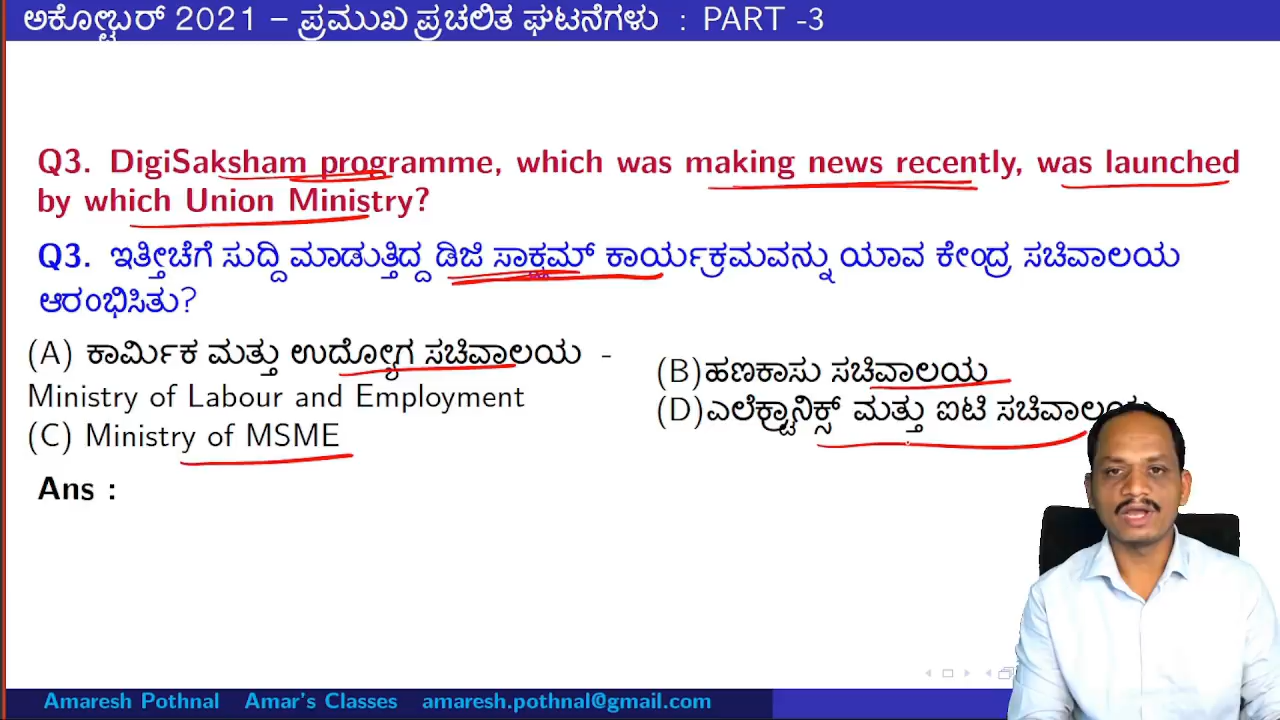 ಅಕೋಬರ್ 2021 – ಪ್ರಮುಖ ಪ್ರಚಲಿತ ಘಟನೆಗಳು : PART -3
Q3. DigiSaksham programme, which was making news recently, was launched
by which Union Ministry?
Q3. ಇತ್ತೀಚೆಗೆ ಸುದ್ದಿ ಮಾಡುತ್ತಿದ್ದ ಡಿಜಿ ಸಾಕ್ಷಮ್ ಕಾರ್ಯಕ್ರಮವನ್ನು ಯಾವ ಕೇಂದ್ರ ಸಚಿವಾಲಯ
ಆರಂಭಿಸಿತು?
(A) ಕಾರ್ಮಿಕ ಮತ್ತು ಉದ್ಯೋಗ ಸಚಿವಾಲಯ -
Ministry of Labour and Employment
(B)ಹಣಕಾಸು ಸಚಿವಾಲಯ
(C) Ministry of MSME
(D)ಎಲೆಕ್ಟ್ರಾನಿಕ್ಸ್ ಮತ್ತು ಐಟಿ ಸಚಿವಾಲಯ
Ans :
Amaresh Pothnal Amar's Classes amaresh.pothnal@gmail.com